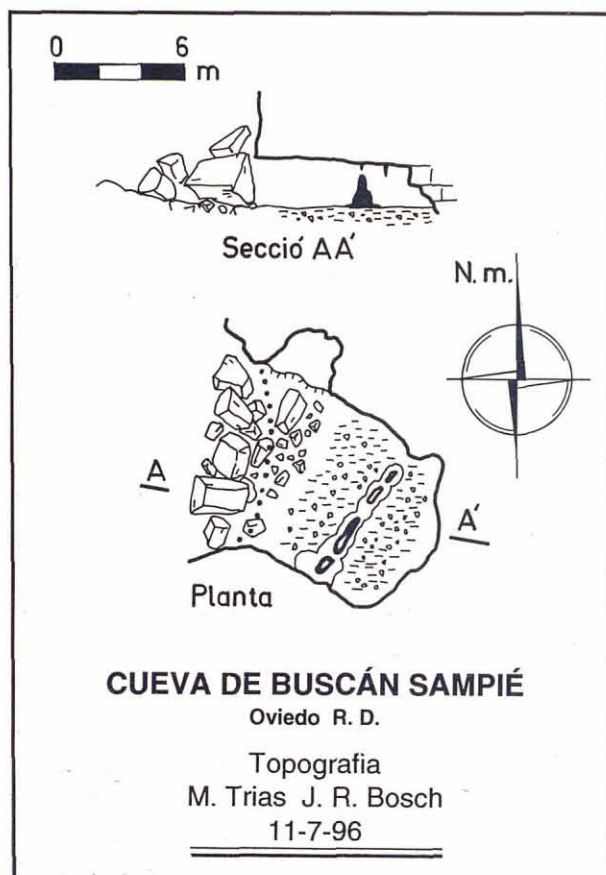 0 6
m
Secció AA'
N. m.
A
A'
Planta
CUEVA DE BUSCÁN SAMPIÉ
Oviedo R. D.
Topografia
M. Trias J. R. Bosch
11-7-96